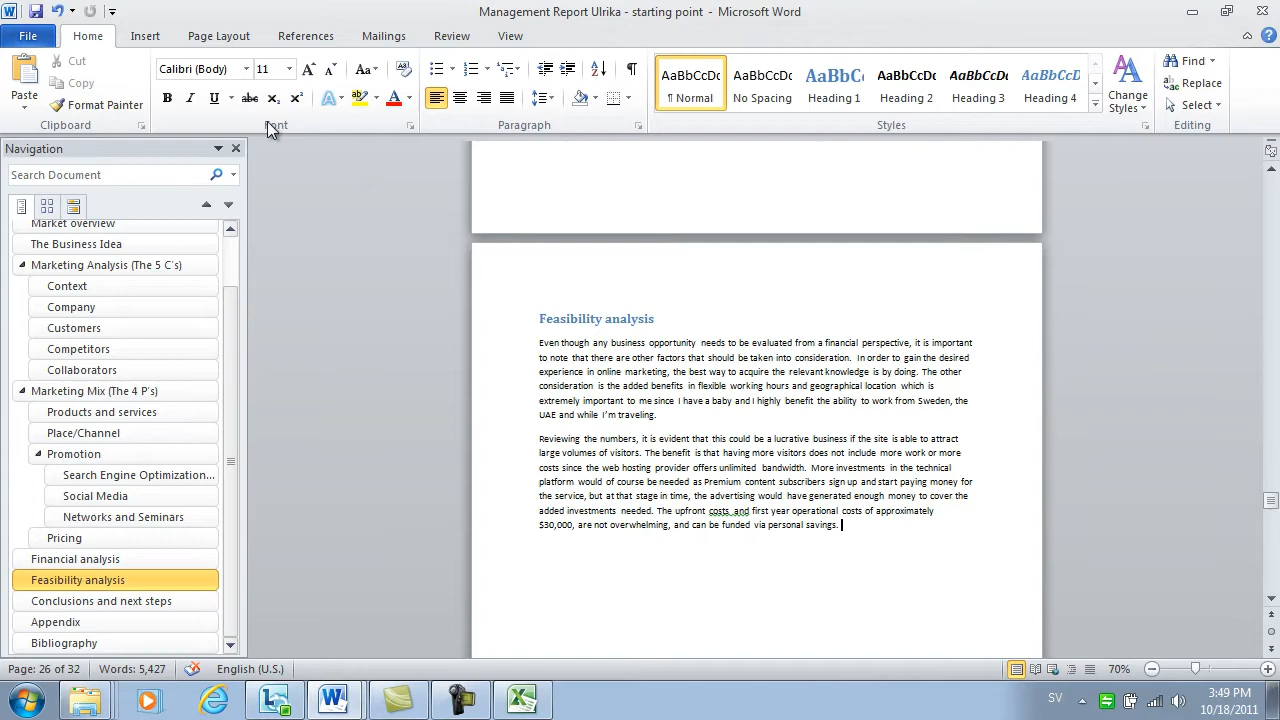 Management Report Ulrika - starting point - Microsoft Word
File Home Insert Page Layout References Mailings Review View
Paste
Cut
Copy
Format Painter
Clipboard
Calibri (Body) 11
Font
Paragraph
AaBbCcDc AaBbCcDc AaBbCc AaBbCcDc AaBbCcDc AaBbCcDc
¶ Normal No Spacing Heading 1 Heading 2 Heading 3 Heading 4
Change Styles
Styles
Find
Replace
Select
Editing
Navigation
Search Document
Market overview
The Business Idea
Marketing Analysis (The 5 C's)
Context
Company
Customers
Competitors
Collaborators
Marketing Mix (The 4 P's)
Products and services
Place/Channel
Promotion
Search Engine Optimization...
Social Media
Networks and Seminars
Pricing
Financial analysis
Feasibility analysis
Conclusions and next steps
Appendix
Bibliography
Feasibility analysis
Even though any business opportunity needs to be evaluated from a financial perspective, it is important
to note that there are other factors that should be taken into consideration. In order to gain the desired
experience in online marketing, the best way to acquire the relevant knowledge is by doing. The other
consideration is the added benefits in flexible working hours and geographical location which is
extremely important to me since I have a baby and I highly benefit the ability to work from Sweden, the
UAE and while I'm traveling.
Reviewing the numbers, it is evident that this could be a lucrative business if the site is able to attract
large volumes of visitors. The benefit is that having more visitors does not include more work or more
costs since the web hosting provider offers unlimited bandwidth. More investments in the technical
platform would of course be needed as Premium content subscribers sign up and start paying money for
the service, but at that stage in time, the advertising would have generated enough money to cover the
added investments needed. The upfront costs and first year operational costs of approximately
$30,000, are not overwhelming, and can be funded via personal savings.
Page: 26 of 32 Words: 5,427 English (U.S.) 70%
SV 3:49 PM
10/18/2011